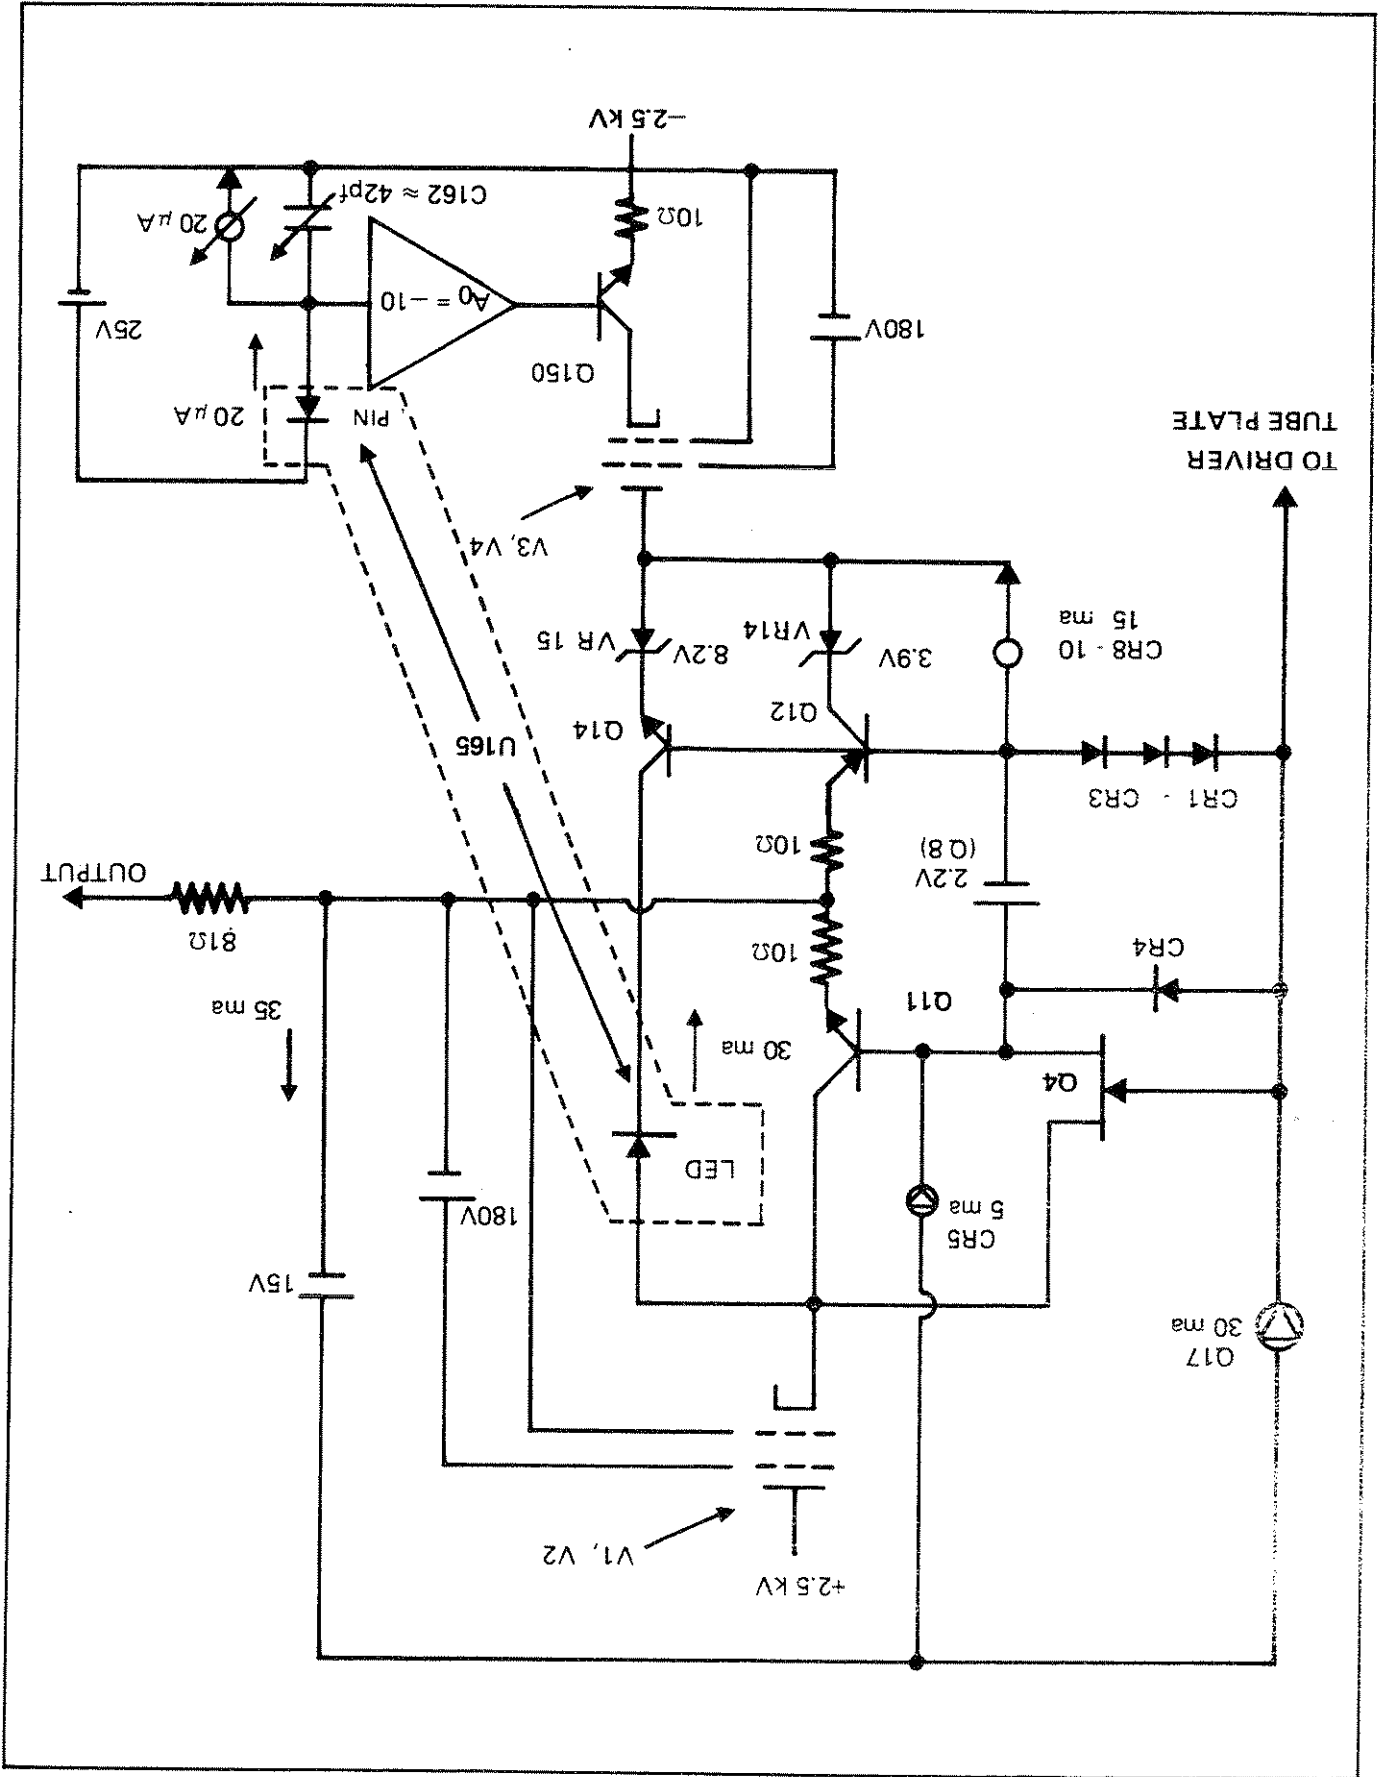 +2.5 kV
V1, V2
Q17
30 ma
CR5
5 ma
180V
15V
LED
30 ma
35 ma
Q4
Q11
CR4
10Ω
81Ω
OUTPUT
2.2V
(Q8)
10Ω
CR1 - CR3
U165
Q12
Q14
CR8 - 10
15 ma
3.9V
VR14
8.2V
VR 15
V3, V4
TO DRIVER
TUBE PLATE
PIN
20 μA
Q150
180V
25V
A₀ = −10
10Ω
C162 ≈ 42pf
20 μA
−2.5 kV